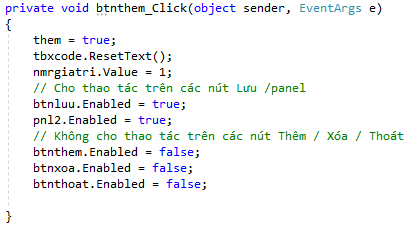 private void btnthem_Click(object sender, EventArgs e)
{
them = true;
tbxcode.ResetText();
nmrgiatri.Value = 1;
// Cho thao tác trên các nút Lưu /panel
btnluu.Enabled = true;
pnl2.Enabled = true;
// Không cho thao tác trên các nút Thêm / Xóa / Thoát
btnthem.Enabled = false;
btnxoa.Enabled = false;
btnthoat.Enabled = false;
}